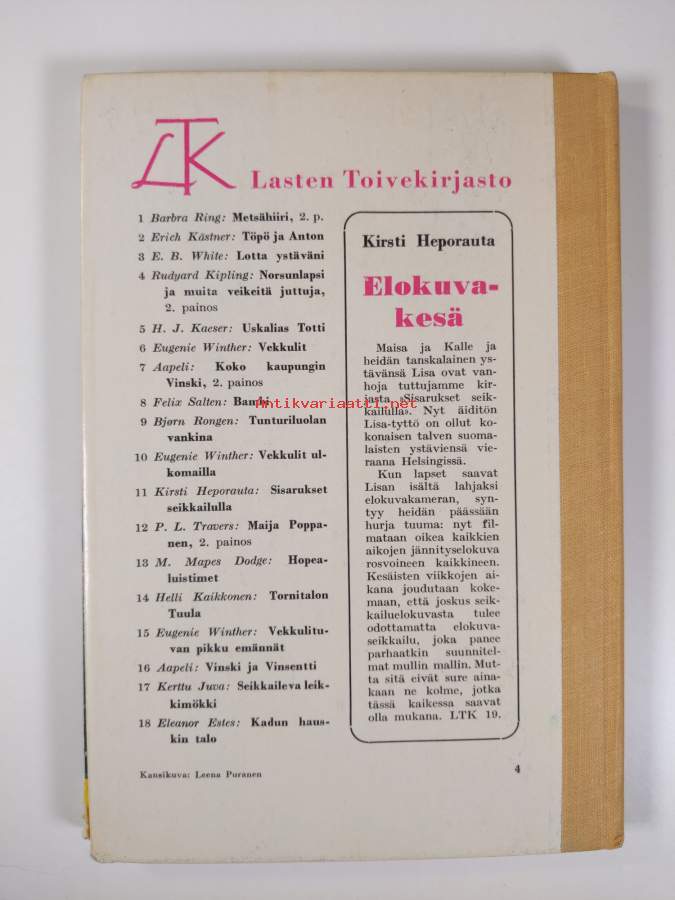 LTK Lasten Toivekirjasto
1 Barbra Ring: Metsähiiri, 2. p.
2 Erich Kästner: Töpö ja Anton
3 E. B. White: Lotta ystäväni
4 Rudyard Kipling: Norsunlapsi
ja muita veikeitä juttuja,
2. painos
5 H. J. Kaeser: Uskalias Totti
6 Eugenie Winther: Vekkulit
7 Aapeli: Koko kaupungin
Vinski, 2. painos
8 Felix Salten: Bambi
9 Bjørn Rongen: Tunturiluolan
vankina
10 Eugenie Winther: Vekkulit ul-
komailla
11 Kirsti Heporauta: Sisarukset
seikkailulla
12 P. L. Travers: Maija Poppa-
nen, 2. painos
13 M. Mapes Dodge: Hopea-
luistimet
14 Helli Kaikkonen: Tornitalon
Tuula
15 Eugenie Winther: Vekkulitu-
van pikku emännät
16 Aapeli: Vinski ja Vinsentti
17 Kerttu Juva: Seikkaileva leik-
kimökki
18 Eleanor Estes: Kadun haus-
kin talo
Kansikuva: Leena Puranen
Kirsti Heporauta
Elokuva-
kesä
Maisa ja Kalle ja
heidän tanskalainen ys-
tävänsä Lisa ovat van-
hoja tuttujamme kir-
jasta »Sisarukset seik-
kailulla». Nyt äiditön
Lisa-tyttö on ollut ko-
konaisen talven suoma-
laisten ystäviensä vie-
raana Helsingissä.
Kun lapset saavat
Lisan isältä lahjaksi
elokuvakameran, syn-
tyy heidän päässään
hurja tuuma: nyt fil-
mataan oikea kaikkien
aikojen jännityselokuva
rosvoineen kaikkineen.
Kesäisten viikkojen ai-
kana joudutaan koke-
maan, että joskus seik-
kailuelokuvasta tulee
odottamatta elokuva-
seikkailu, joka panee
parhaatkin suunnitel-
mat mullin mallin. Mut-
ta sitä eivät sure aina-
kaan ne kolme, jotka
tässä kaikessa saavat
olla mukana. LTK 19.
4
Antikvariaatti.net